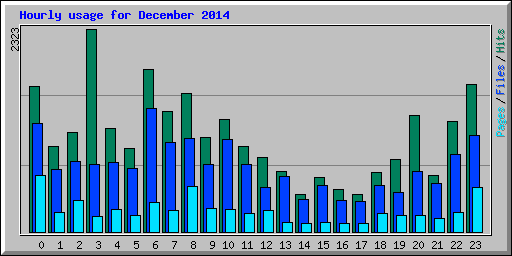 Hourly usage for December 2014
2323
Pages/Files/Hits
0 1 2 3 4 5 6 7 8 9 10 11 12 13 14 15 16 17 18 19 20 21 22 23